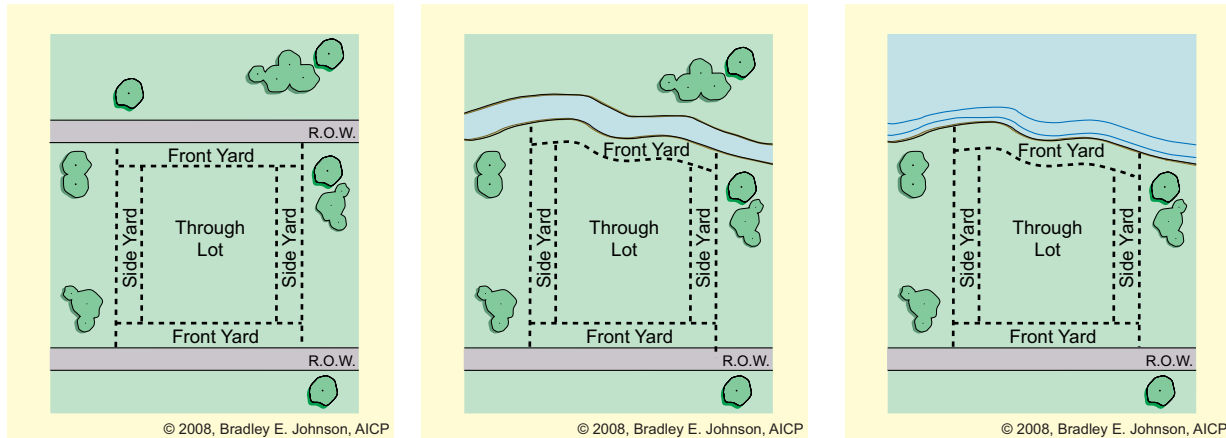 R.O.W.
Front Yard
Side Yard
Through
Lot
Side Yard
Front Yard
R.O.W.
© 2008, Bradley E. Johnson, AICP
Front Yard
Side Yard
Through
Lot
Side Yard
Front Yard
R.O.W.
© 2008, Bradley E. Johnson, AICP
Front Yard
Side Yard
Through
Lot
Side Yard
Front Yard
R.O.W.
© 2008, Bradley E. Johnson, AICP